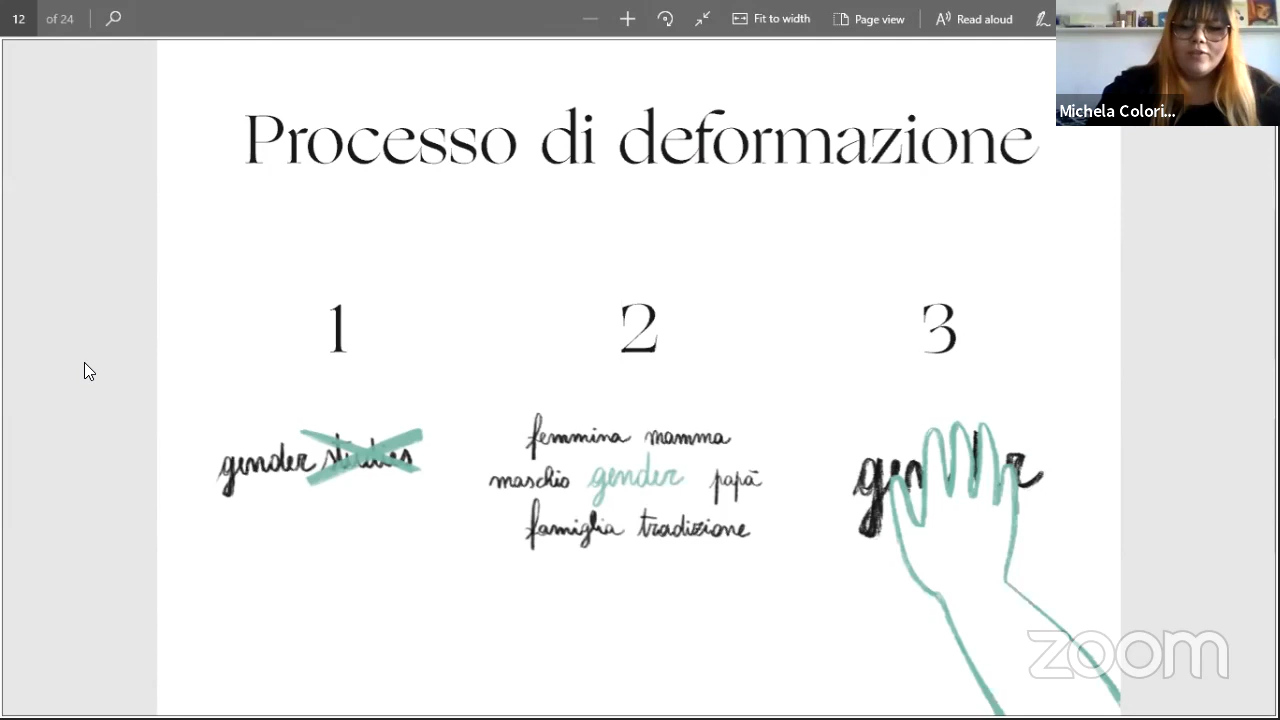 12 of 24
Fit to width
Page view
Read aloud
Michela Colori...
Processo di deformazione
1
2
3
gender studies
femmina mamma
maschio gender papà
famiglia tradizione
zoom